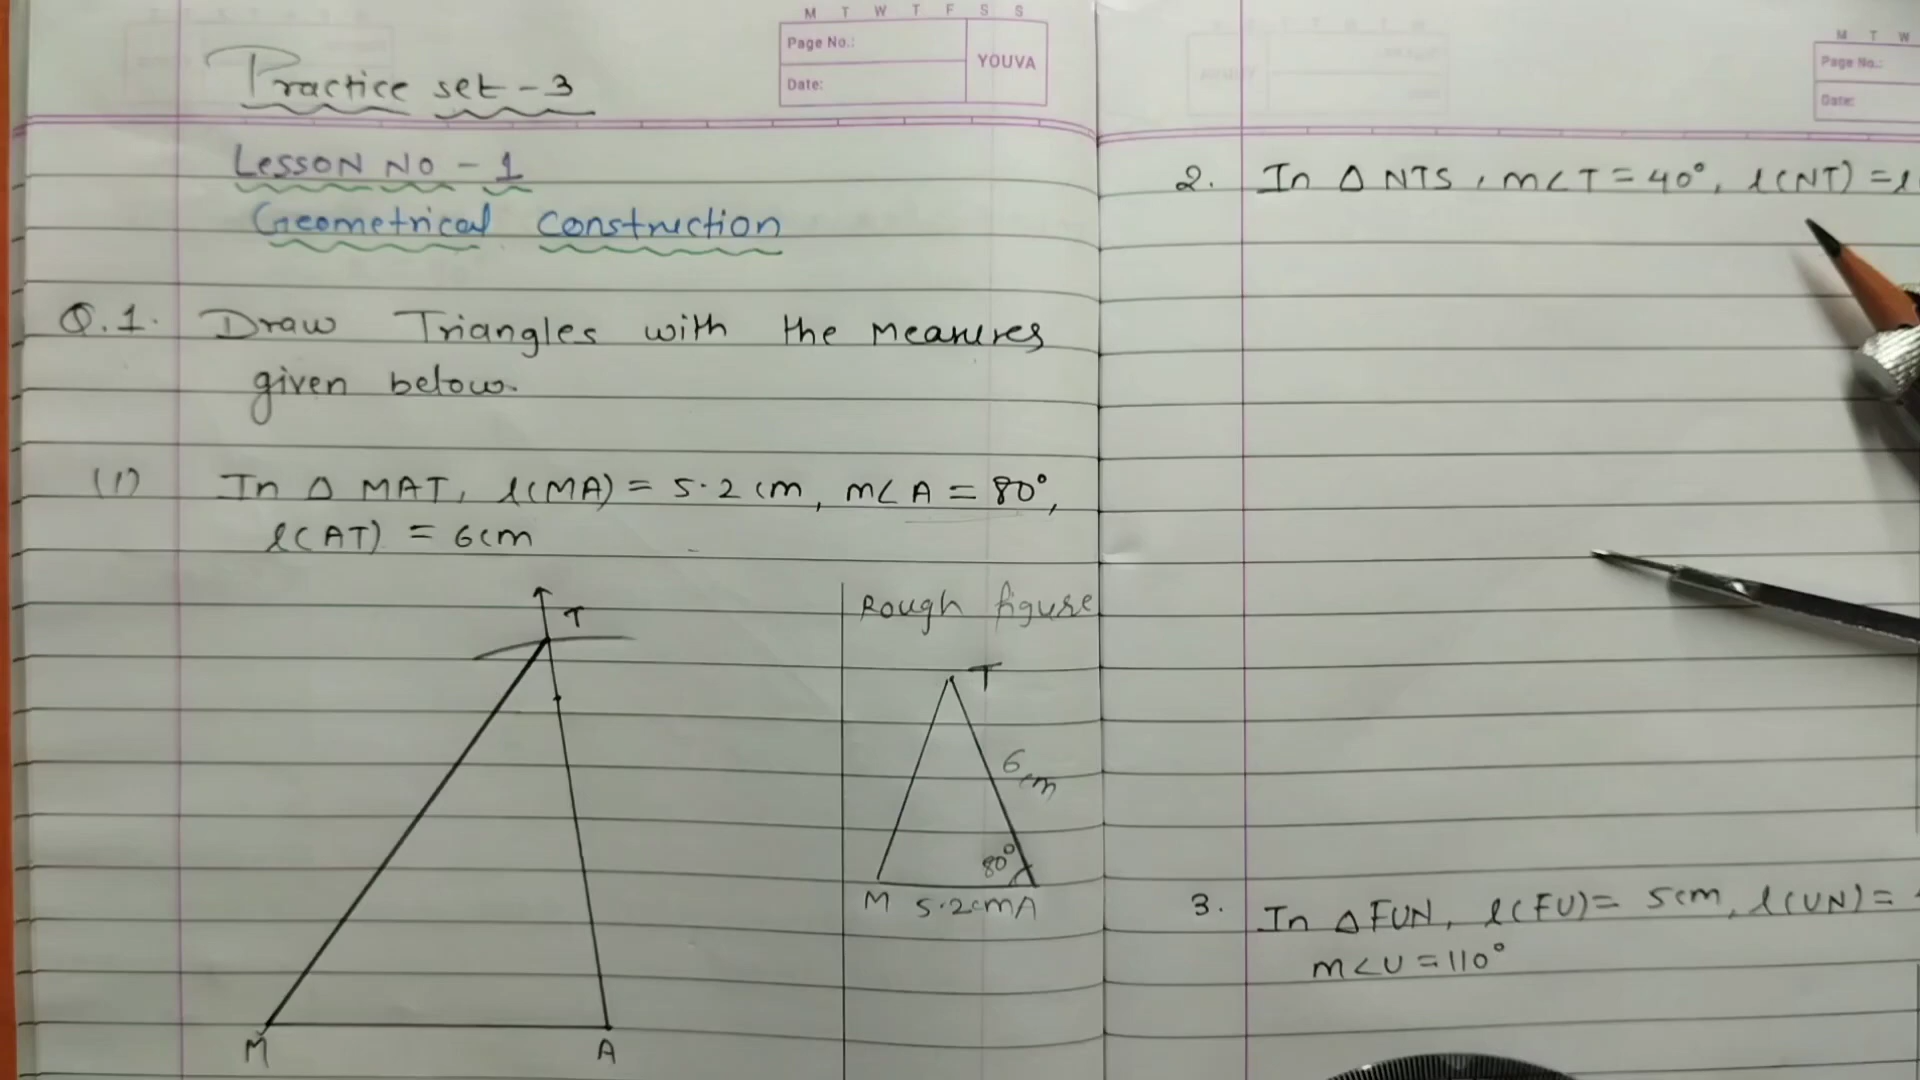 M T W T F S S
Page No.:
YOUVA
Date:
Practice set - 3
Lesson No - 1
Geometrical Construction
Q.1. Draw Triangles with the Measures
given below.
(1) In △ MAT, l(MA) = 5.2 cm, m∠A = 80°,
l(AT) = 6cm
T
M
A
Rough figure
T
6 cm
80°
M 5.2cm A
M T W
Page No.:
Date:
2. In △ NTS, m∠T = 40°, l(NT) = l
3. In △ FUN, l(FU) = 5cm, l(UN) =
m∠U = 110°